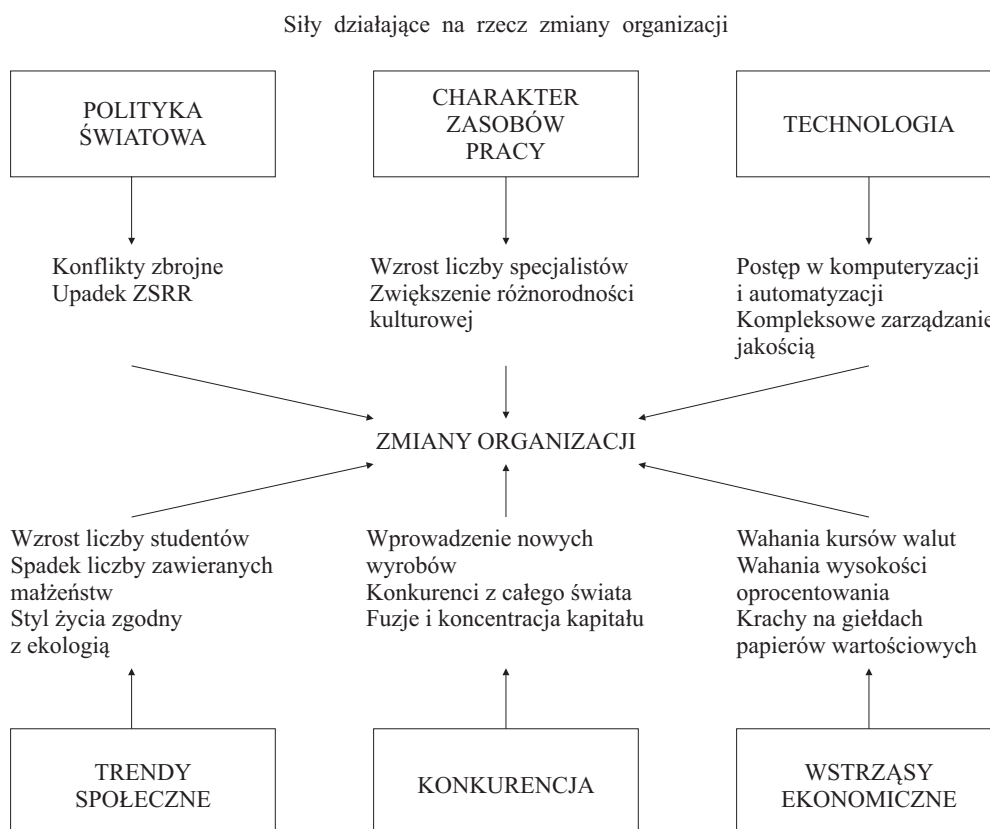 Siły działające na rzecz zmiany organizacji
POLITYKA
ŚWIATOWA
CHARAKTER
ZASOBÓW
PRACY
TECHNOLOGIA
Konflikty zbrojne
Upadek ZSRR
Wzrost liczby specjalistów
Zwiększenie różnorodności
kulturowej
Postęp w komputeryzacji
i automatyzacji
Kompleksowe zarządzanie
jakością
ZMIANY ORGANIZACJI
Wzrost liczby studentów
Spadek liczby zawieranych
małżeństw
Styl życia zgodny
z ekologią
Wprowadzenie nowych
wyrobów
Konkurenci z całego świata
Fuzje i koncentracja kapitału
Wahania kursów walut
Wahania wysokości
oprocentowania
Krachy na giełdach
papierów wartościowych
TRENDY
SPOŁECZNE
KONKURENCJA
WSTRZĄSY
EKONOMICZNE